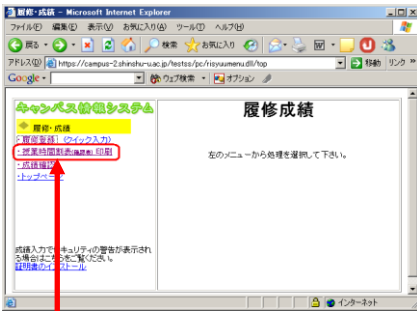 履修・成績 - Microsoft Internet Explorer
ファイル(F) 編集(E) 表示(V) お気に入り(A) ツール(T) ヘルプ(H)
戻る 検索 お気に入り
アドレス(D) https://campus-2.shinshu-u.ac.jp/testss/pc/risyuumenu.dll/top 移動 リンク »
Google ウェブ検索 オプション
キャンパス情報システム
履修・成績
・履修登録 (クイック入力)
・授業時間割表(確認表) 印刷
・成績確認
・トップページ
成績入力でセキュリティの警告が表示される場合はこちらをご覧ください。
証明書のインストール
履修成績
左のメニューから処理を選択して下さい。
インターネット